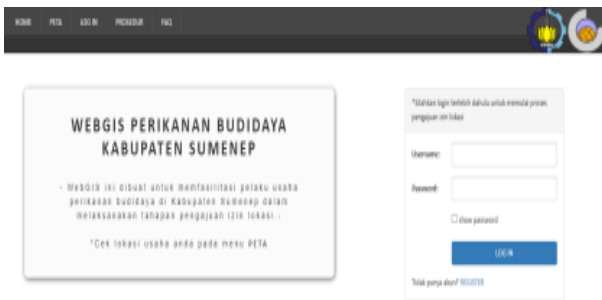 HOME PETA LOG IN PROSEDUR FAQ
WEBGIS PERIKANAN BUDIDAYA
KABUPATEN SUMENEP
- WebGIS ini dibuat untuk memfasilitasi pelaku usaha
perikanan budidaya di Kabupaten Sumenep dalam
melaksanakan tahapan pengajuan izin lokasi.-
*Cek lokasi usaha anda pada menu PETA
*Silahkan login terlebih dahulu untuk memulai proses
pengajuan izin lokasi
Username:
Password:
show password
LOG IN
Tidak punya akun? REGISTER